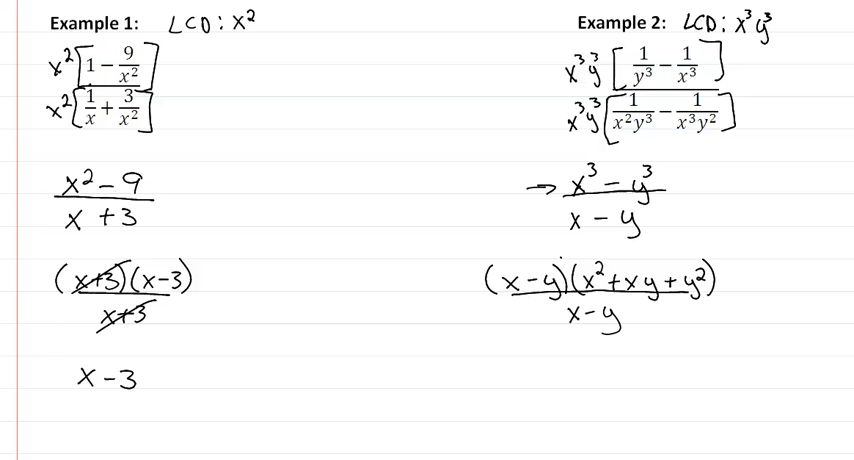 Example 1: LCD: x²
x² [1 − 9/x²]
x² [1/x + 3/x²]
x² − 9
x + 3
(x+3)(x−3)
x+3
x − 3
Example 2: LCD: x³y³
x³y³ [1/y³ − 1/x³]
x³y³ [1/x²y³ − 1/x³y²]
→ x³ − y³
x − y
(x − y)(x² + xy + y²)
x − y